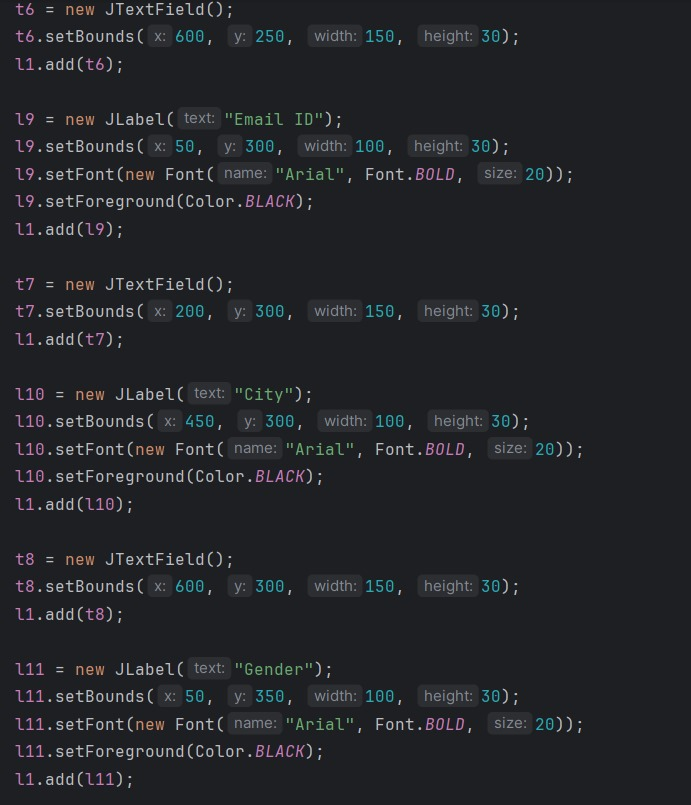 t6 = new JTextField();
t6.setBounds( x: 600, y: 250, width: 150, height: 30);
l1.add(t6);

l9 = new JLabel( text: "Email ID");
l9.setBounds( x: 50, y: 300, width: 100, height: 30);
l9.setFont(new Font( name: "Arial", Font.BOLD, size: 20));
l9.setForeground(Color.BLACK);
l1.add(l9);

t7 = new JTextField();
t7.setBounds( x: 200, y: 300, width: 150, height: 30);
l1.add(t7);

l10 = new JLabel( text: "City");
l10.setBounds( x: 450, y: 300, width: 100, height: 30);
l10.setFont(new Font( name: "Arial", Font.BOLD, size: 20));
l10.setForeground(Color.BLACK);
l1.add(l10);

t8 = new JTextField();
t8.setBounds( x: 600, y: 300, width: 150, height: 30);
l1.add(t8);

l11 = new JLabel( text: "Gender");
l11.setBounds( x: 50, y: 350, width: 100, height: 30);
l11.setFont(new Font( name: "Arial", Font.BOLD, size: 20));
l11.setForeground(Color.BLACK);
l1.add(l11);